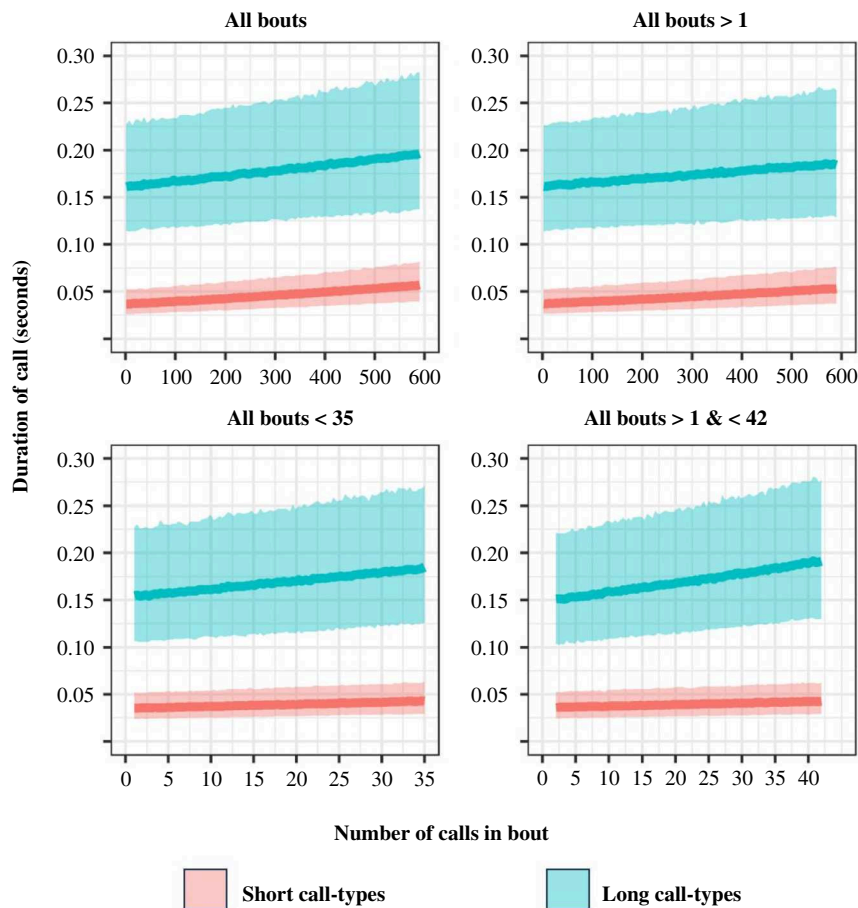 All bouts
All bouts > 1
0.30
0.25
0.20
0.15
0.10
0.05
0 100 200 300 400 500 600
0.30
0.25
0.20
0.15
0.10
0.05
0 100 200 300 400 500 600
Duration of call (seconds)
All bouts < 35
All bouts > 1 & < 42
0.30
0.25
0.20
0.15
0.10
0.05
0 5 10 15 20 25 30 35
0.30
0.25
0.20
0.15
0.10
0.05
0 5 10 15 20 25 30 35 40
Number of calls in bout
Short call-types
Long call-types